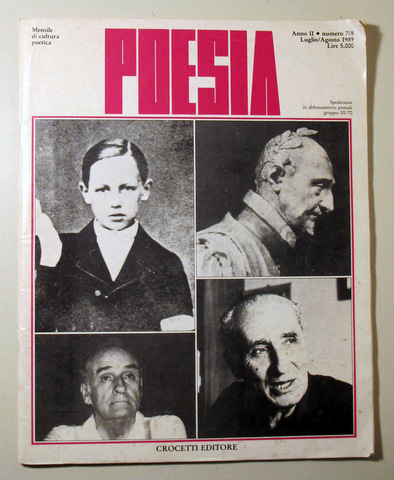 Mensile
di cultura
poetica
POESIA
Anno II • numero 7/8
Luglio/Agosto 1989
Lire 5.000
Spedizione
in abbonamento postale
gruppo III/70
CROCETTI EDITORE